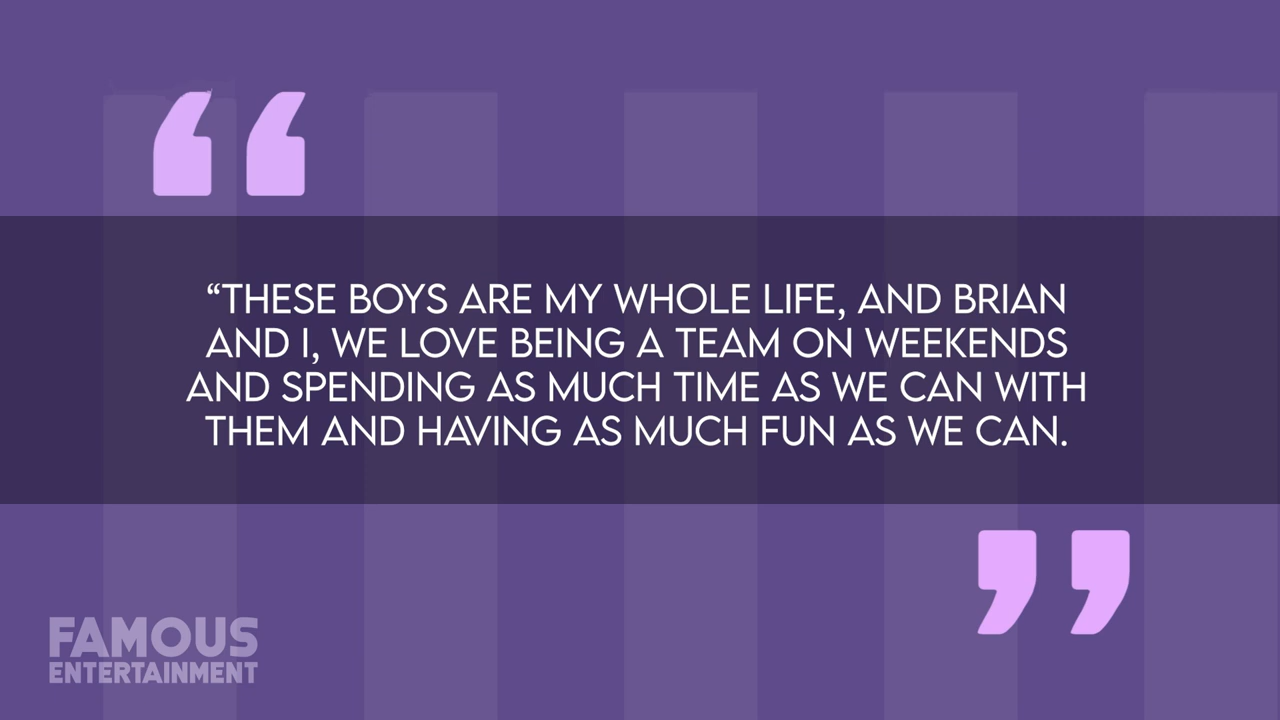 “THESE BOYS ARE MY WHOLE LIFE, AND BRIAN
AND I, WE LOVE BEING A TEAM ON WEEKENDS
AND SPENDING AS MUCH TIME AS WE CAN WITH
THEM AND HAVING AS MUCH FUN AS WE CAN.
FAMOUS
ENTERTAINMENT